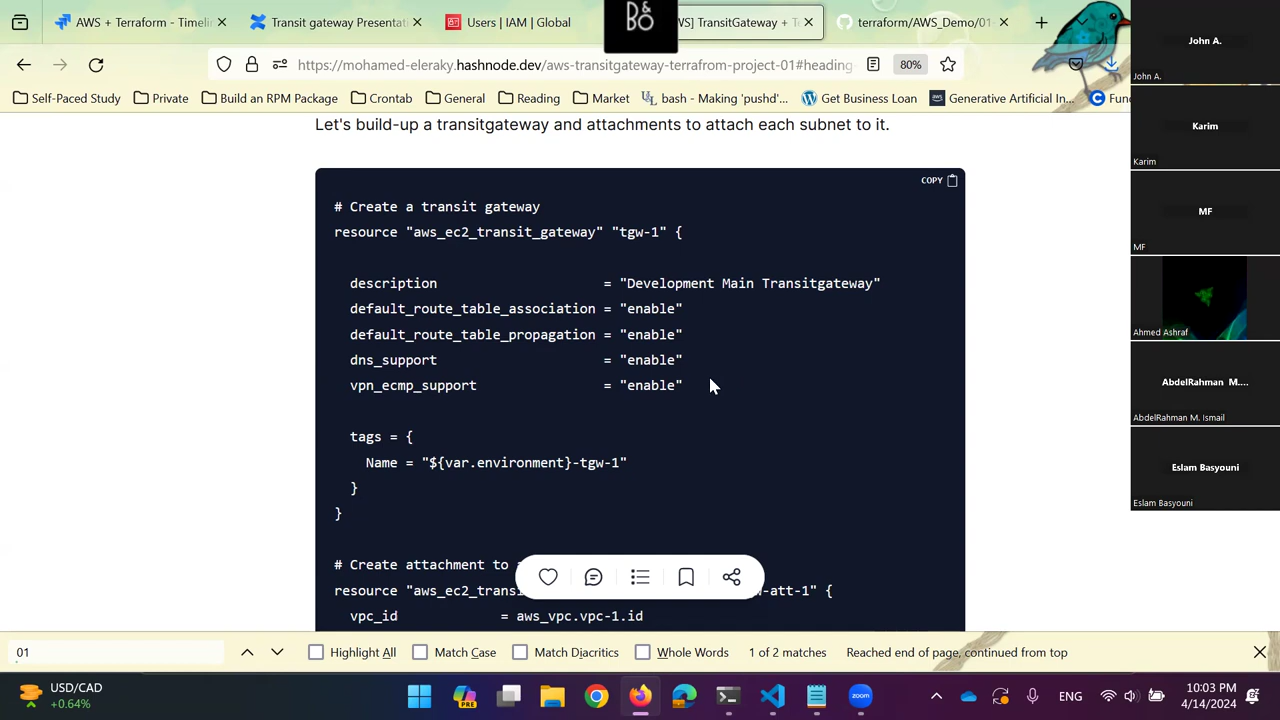 AWS + Terraform - Timelin
Transit gateway Presentati
Users | IAM | Global
WS] TransitGateway + Te
terraform/AWS_Demo/01-
https://mohamed-eleraky.hashnode.dev/aws-transitgateway-terrafrom-project-01#heading-
80%
Self-Paced Study
Private
Build an RPM Package
Crontab
General
Reading
Market
bash - Making 'pushd'...
Get Business Loan
Generative Artificial In...
Let's build-up a transitgateway and attachments to attach each subnet to it.
COPY
# Create a transit gateway
resource "aws_ec2_transit_gateway" "tgw-1" {
description = "Development Main Transitgateway"
default_route_table_association = "enable"
default_route_table_propagation = "enable"
dns_support = "enable"
vpn_ecmp_support = "enable"
tags = {
Name = "${var.environment}-tgw-1"
}
}
# Create attachment to
resource "aws_ec2_trans
w-att-1" {
vpc_id = aws_vpc.vpc-1.id
John A.
John A.
Karim
Karim
MF
MF
Ahmed Ashraf
AbdelRahman M....
AbdelRahman M. Ismail
Eslam Basyouni
Eslam Basyouni
01
Highlight All
Match Case
Match Diacritics
Whole Words
1 of 2 matches
Reached end of page, continued from top
USD/CAD
+0.64%
PRE
zoom
ENG
10:03 PM
4/14/2024